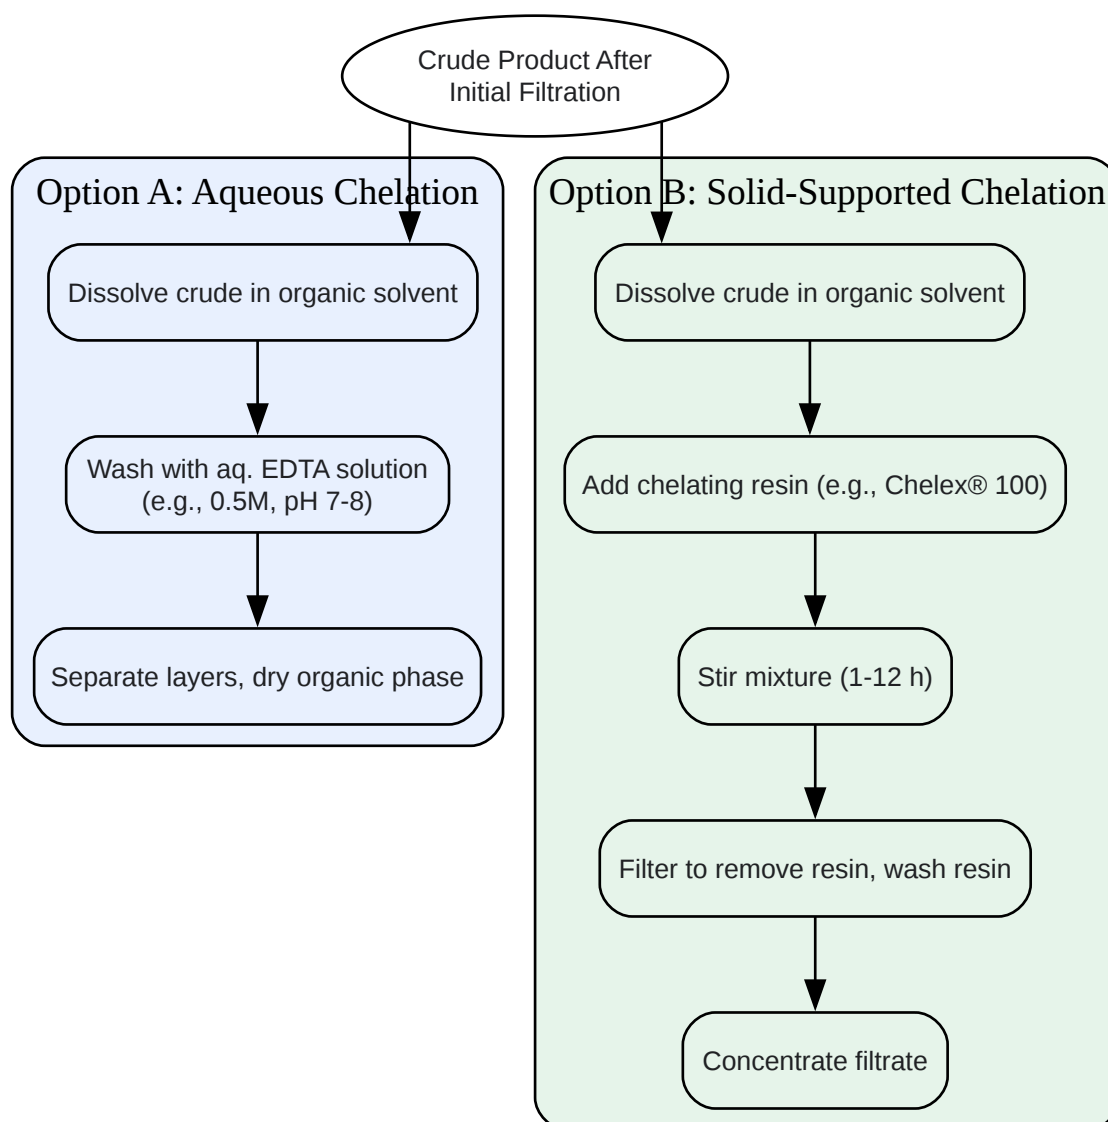 Crude Product After
Initial Filtration
Option A: Aqueous Chelation
Dissolve crude in organic solvent
Wash with aq. EDTA solution
(e.g., 0.5M, pH 7-8)
Separate layers, dry organic phase
Option B: Solid-Supported Chelation
Dissolve crude in organic solvent
Add chelating resin (e.g., Chelex® 100)
Stir mixture (1-12 h)
Filter to remove resin, wash resin
Concentrate filtrate